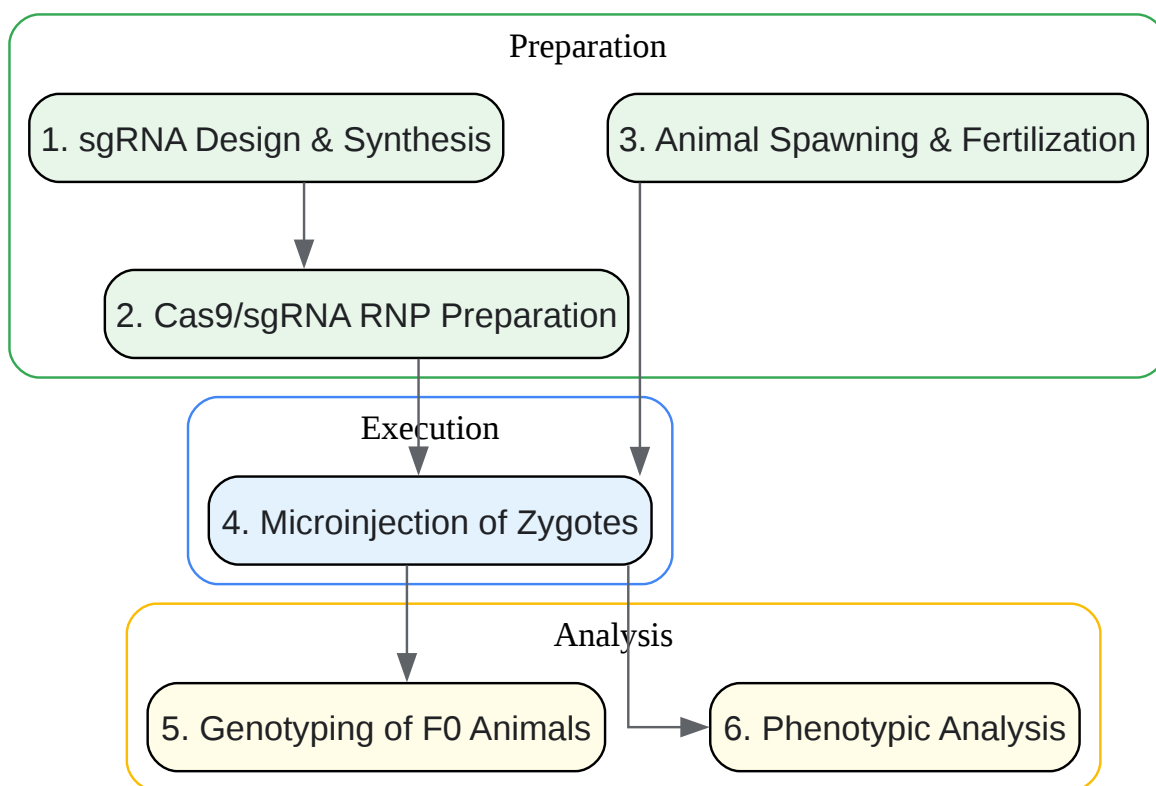 Preparation
1. sgRNA Design & Synthesis
3. Animal Spawning & Fertilization
2. Cas9/sgRNA RNP Preparation
Execution
4. Microinjection of Zygotes
Analysis
5. Genotyping of F0 Animals
6. Phenotypic Analysis